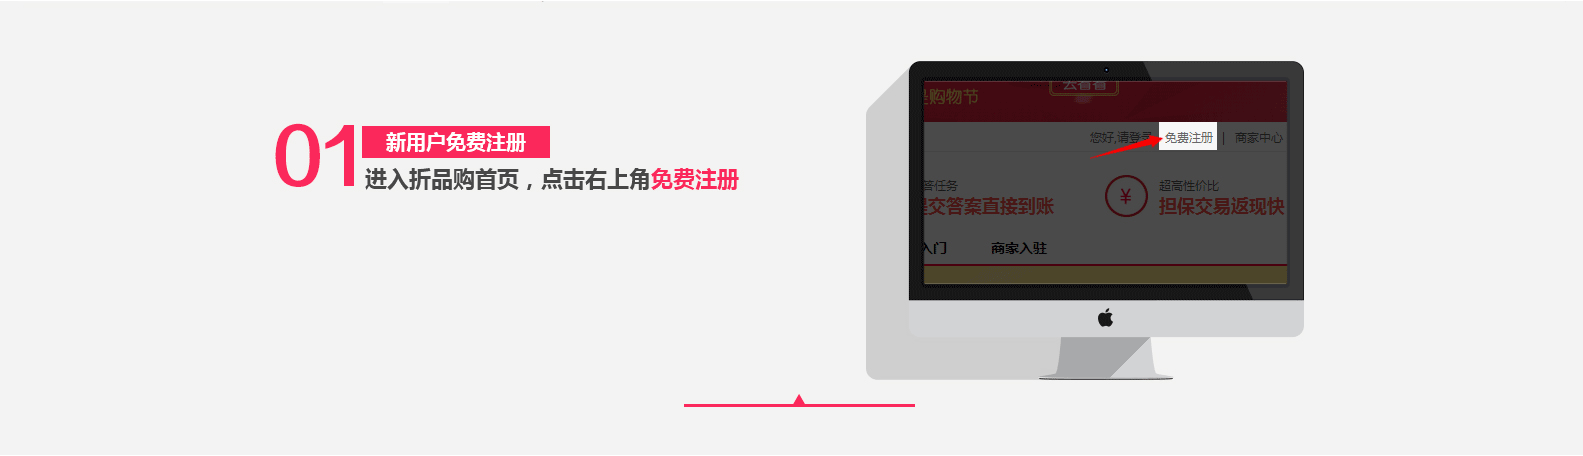 01
新用户免费注册
进入折品购首页，点击右上角免费注册
去看看
购物节
您好,请登录 免费注册 | 商家中心
答任务
超高性价比
¥
交答案直接到账
担保交易返现快
入门 商家入驻